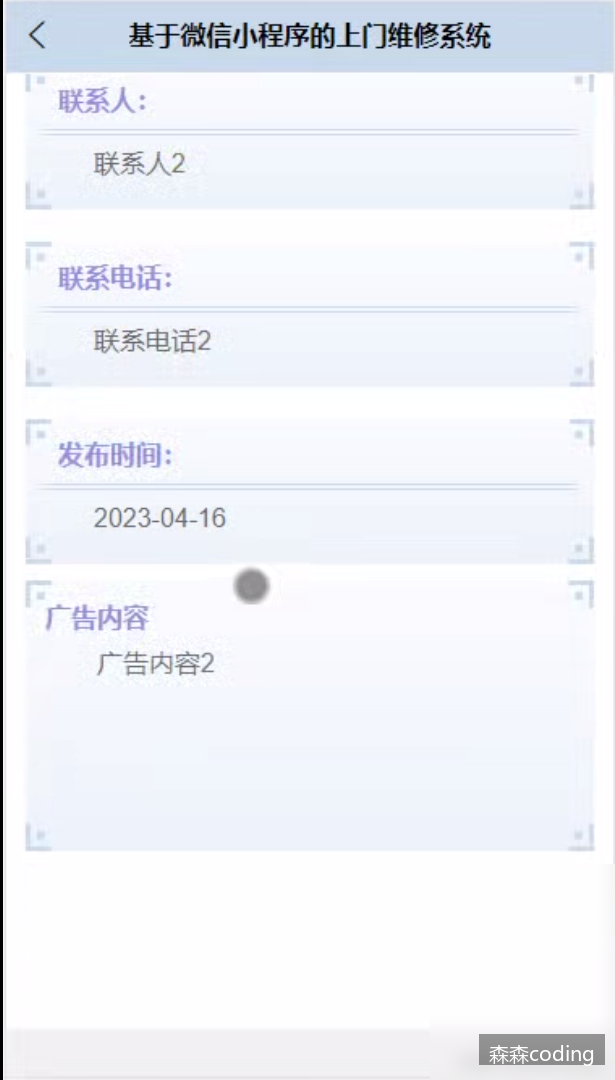 基于微信小程序的上门维修系统
联系人：
联系人2
联系电话：
联系电话2
发布时间：
2023-04-16
广告内容
广告内容2
森森coding